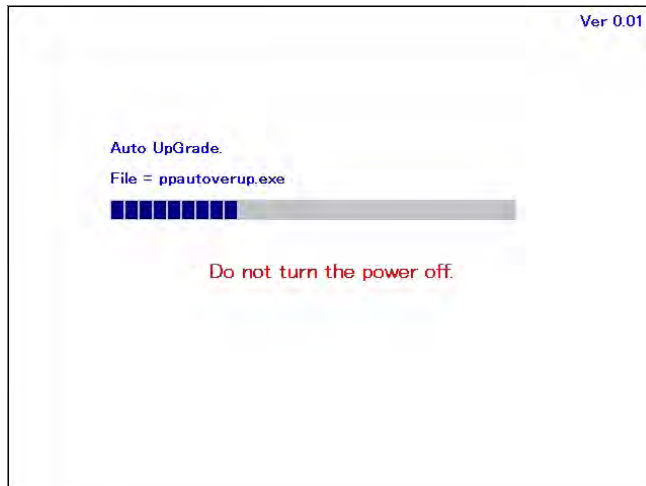 Ver 0.01
Auto UpGrade.
File = ppautoverup.exe
Do not turn the power off.